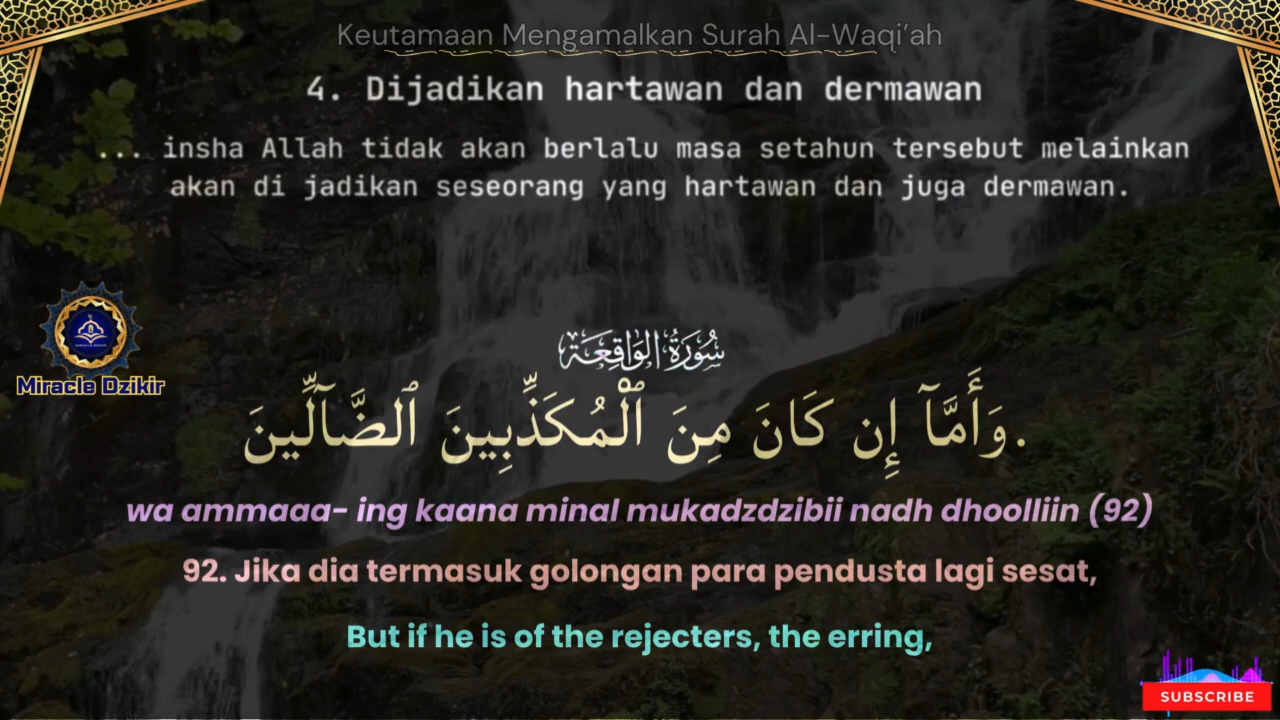 Keutamaan Mengamalkan Surah Al-Waqi'ah
4. Dijadikan hartawan dan dermawan
... insha Allah tidak akan berlalu masa setahun tersebut melainkan
akan di jadikan seseorang yang hartawan dan juga dermawan.
سُورَةُ الوَاقِعَة
Miracle Dzikir
وَأَمَّآ إِن كَانَ مِنَ ٱلْمُكَذِّبِينَ ٱلضَّآلِّينَ.
wa ammaaa- ing kaana minal mukadzdzibii nadh dhoolliin (92)
92. Jika dia termasuk golongan para pendusta lagi sesat,
But if he is of the rejecters, the erring,
SUBSCRIBE